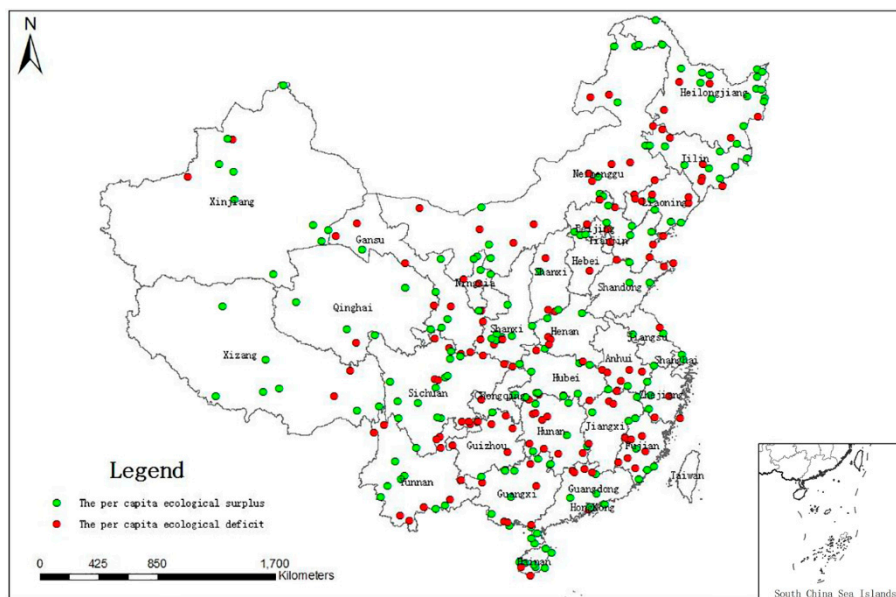 N
Heilongjiang
Jilin
Neimenggu
Liaoning
Xinjiang
Gansu
Beijing
Tianjin
Hebei
Shanxi
Ningxia
Shandong
Qinghai
Shanxi
Henan
Jiangsu
Xizang
Anhui
Shanghai
Hubei
Sichuan
Chongqing
Zhejiang
Hunan
Jiangxi
Guizhou
Fujian
Taiwan
Yunnan
Guangxi
Guangdong
HongKong
Hainan
Legend
The per capita ecological surplus
The per capita ecological deficit
0 425 850 1,700
Kilometers
South China Sea Islands